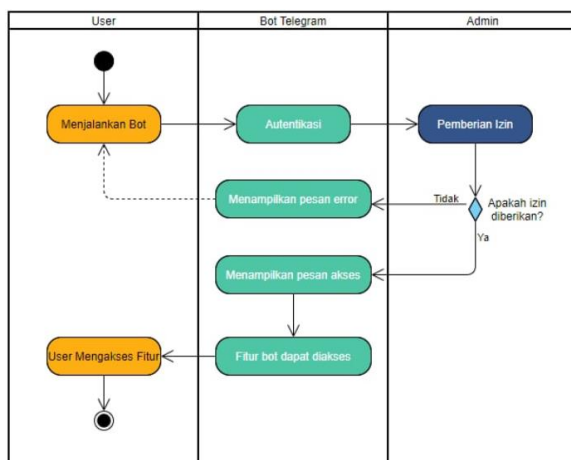 User
Bot Telegram
Admin
Menjalankan Bot
Autentikasi
Pemberian Izin
Menampilkan pesan error
Tidak
Apakah izin
diberikan?
Ya
Menampilkan pesan akses
User Mengakses Fitur
Fitur bot dapat diakses